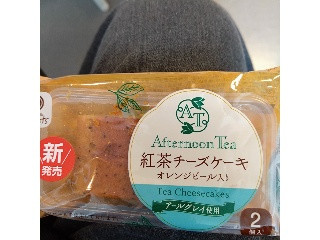 A.T.
Afternoon Tea
紅茶チーズケーキ
オレンジピール入り
Tea Cheesecakes
アールグレイ使用
新
発売
2
個入